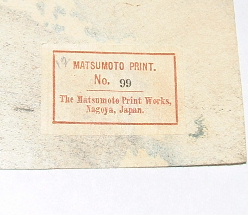 MATSUMOTO PRINT.
No. 99
The Matsumoto Print Works,
Nagoya, Japan.